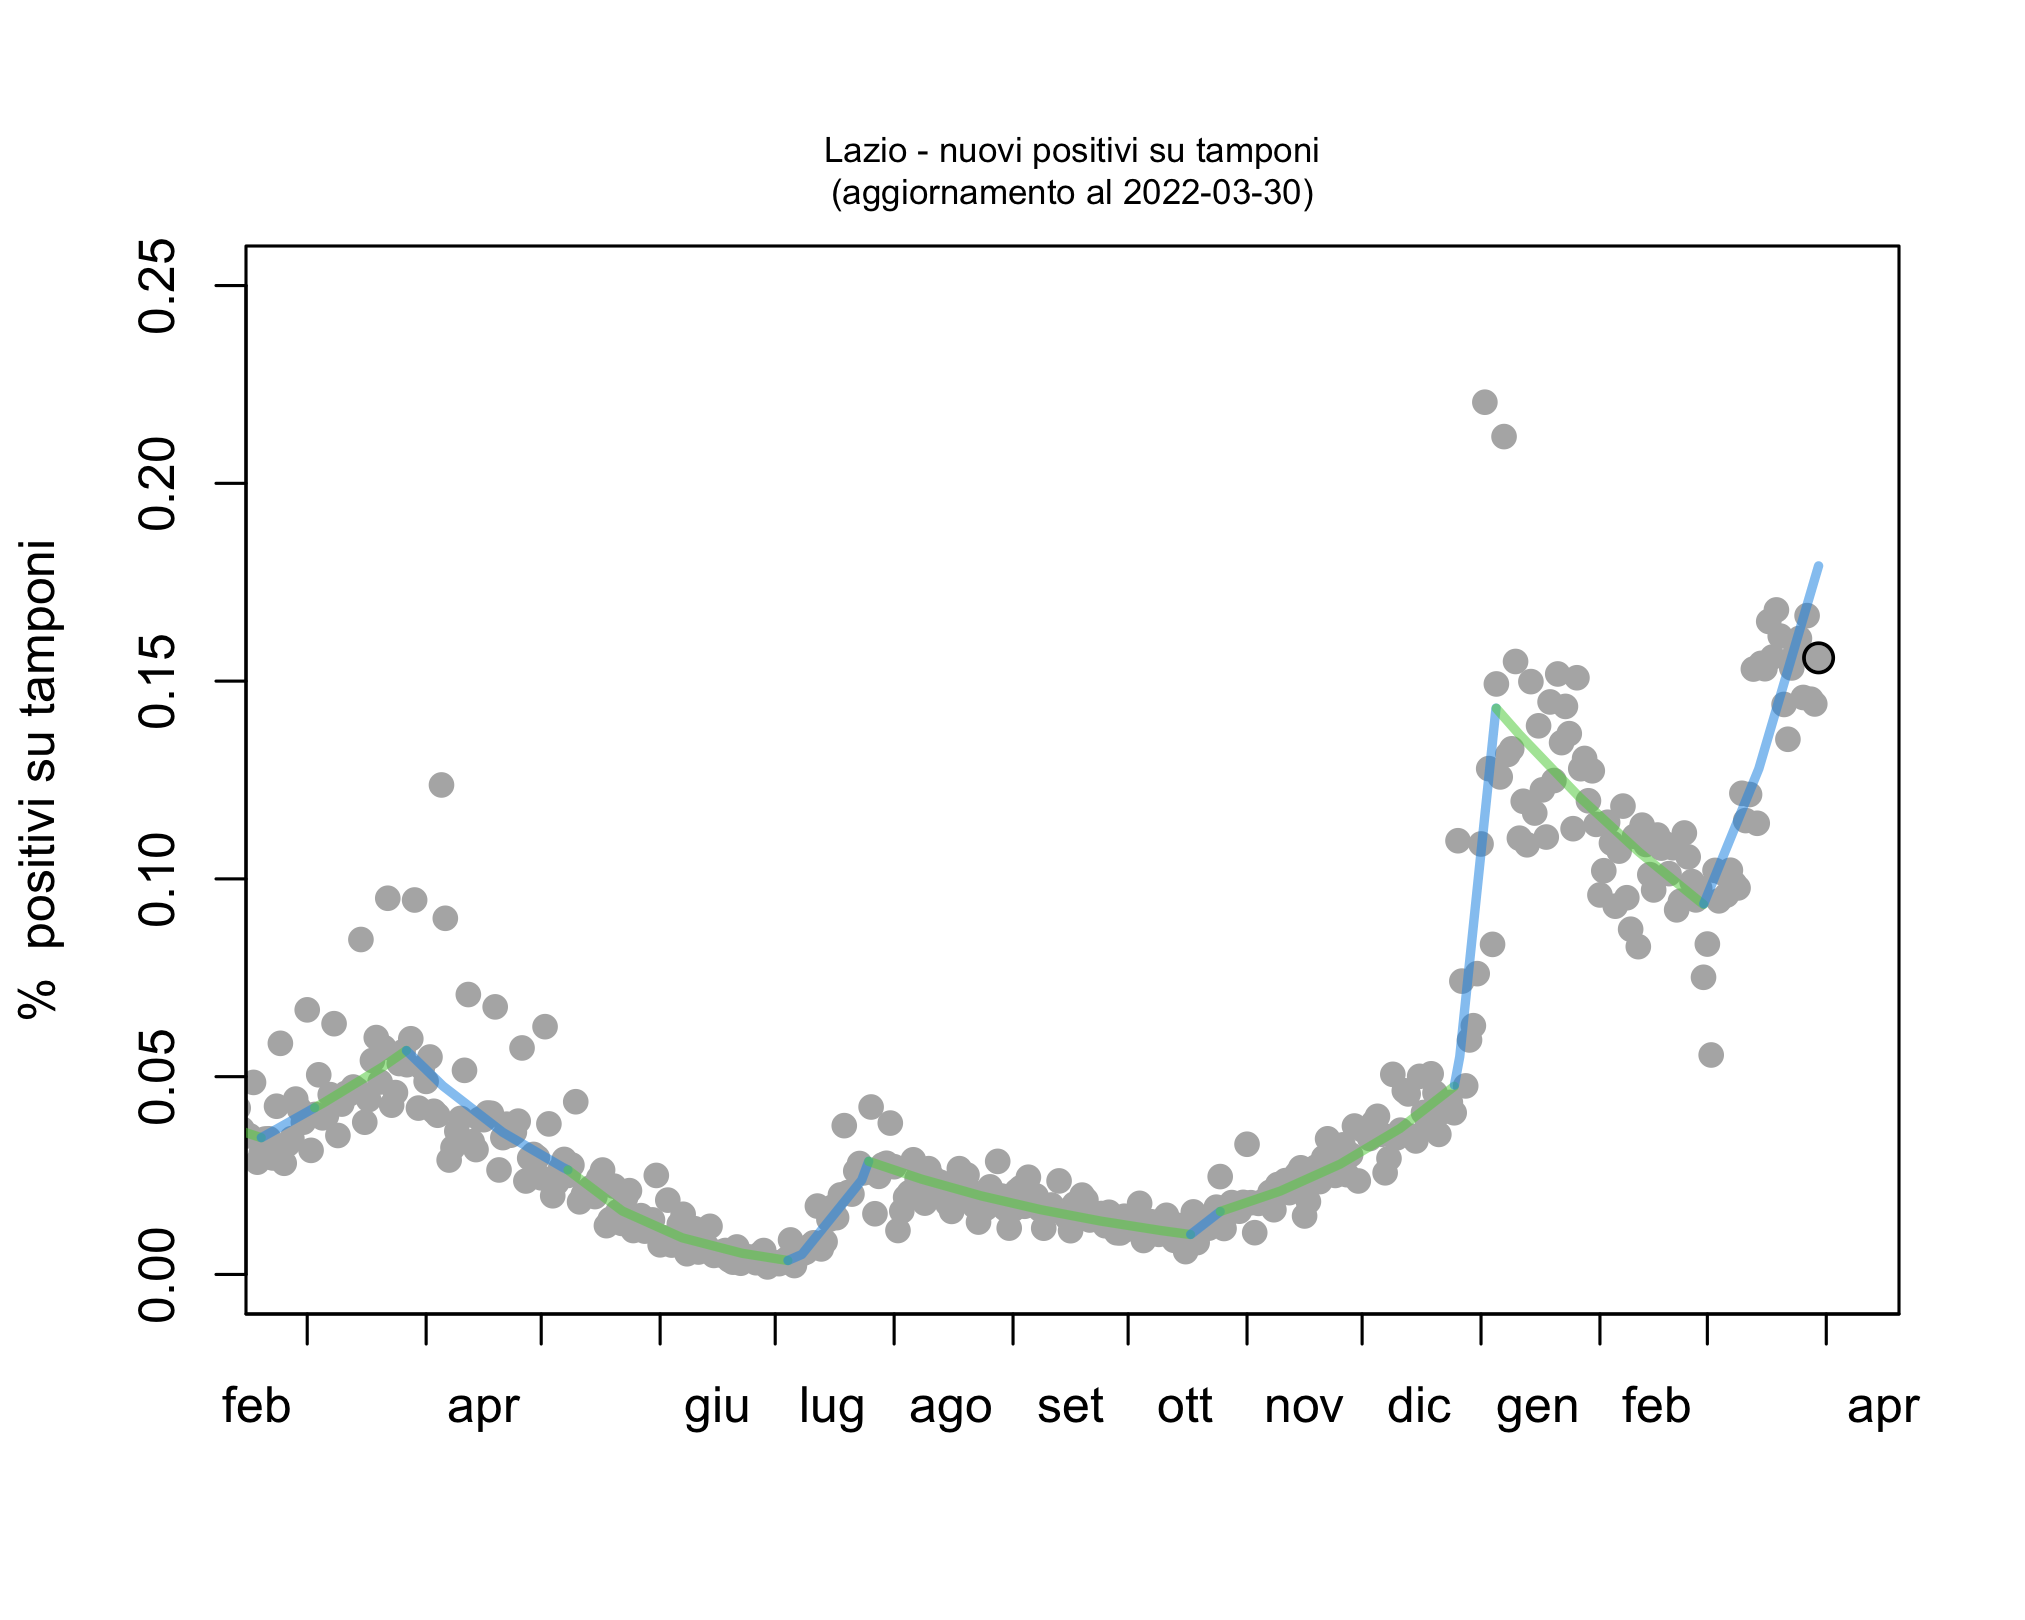 Lazio - nuovi positivi su tamponi
(aggiornamento al 2022-03-30)
% positivi su tamponi
0.25
0.20
0.15
0.10
0.05
0.00
feb apr giu lug ago set ott nov dic gen feb apr